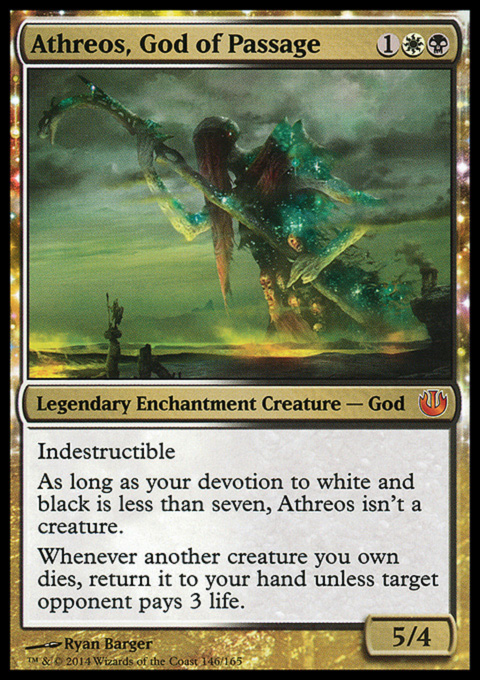 Athreos, God of Passage 1
Legendary Enchantment Creature — God
Indestructible
As long as your devotion to white and
black is less than seven, Athreos isn't a
creature.
Whenever another creature you own
dies, return it to your hand unless target
opponent pays 3 life.
Ryan Barger
5/4
™ & © 2014 Wizards of the Coast 146/165